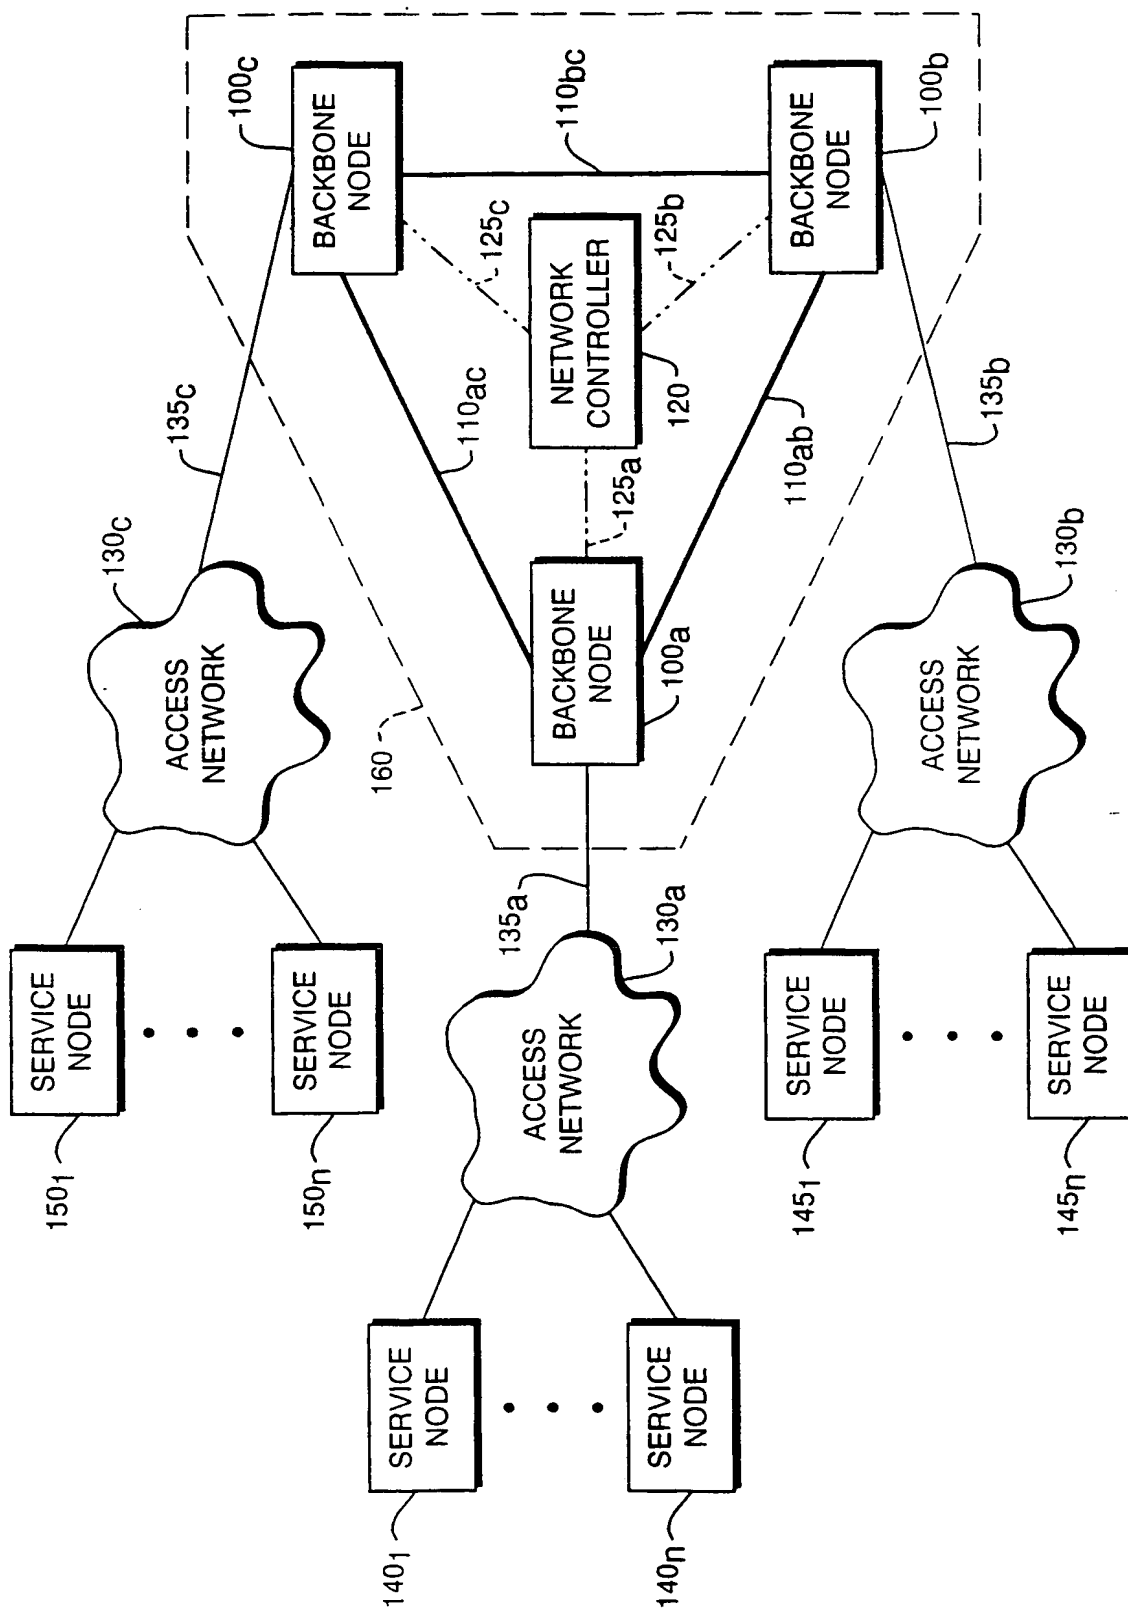 150₁
SERVICE
NODE
150n
SERVICE
NODE
ACCESS
NETWORK
130c
135c
100c
BACKBONE
NODE
160
110ac
125c
110bc
140₁
SERVICE
NODE
140n
SERVICE
NODE
ACCESS
NETWORK
130a
135a
BACKBONE
NODE
100a
125a
NETWORK
CONTROLLER
120
125b
110ab
BACKBONE
NODE
100b
145₁
SERVICE
NODE
145n
SERVICE
NODE
ACCESS
NETWORK
130b
135b